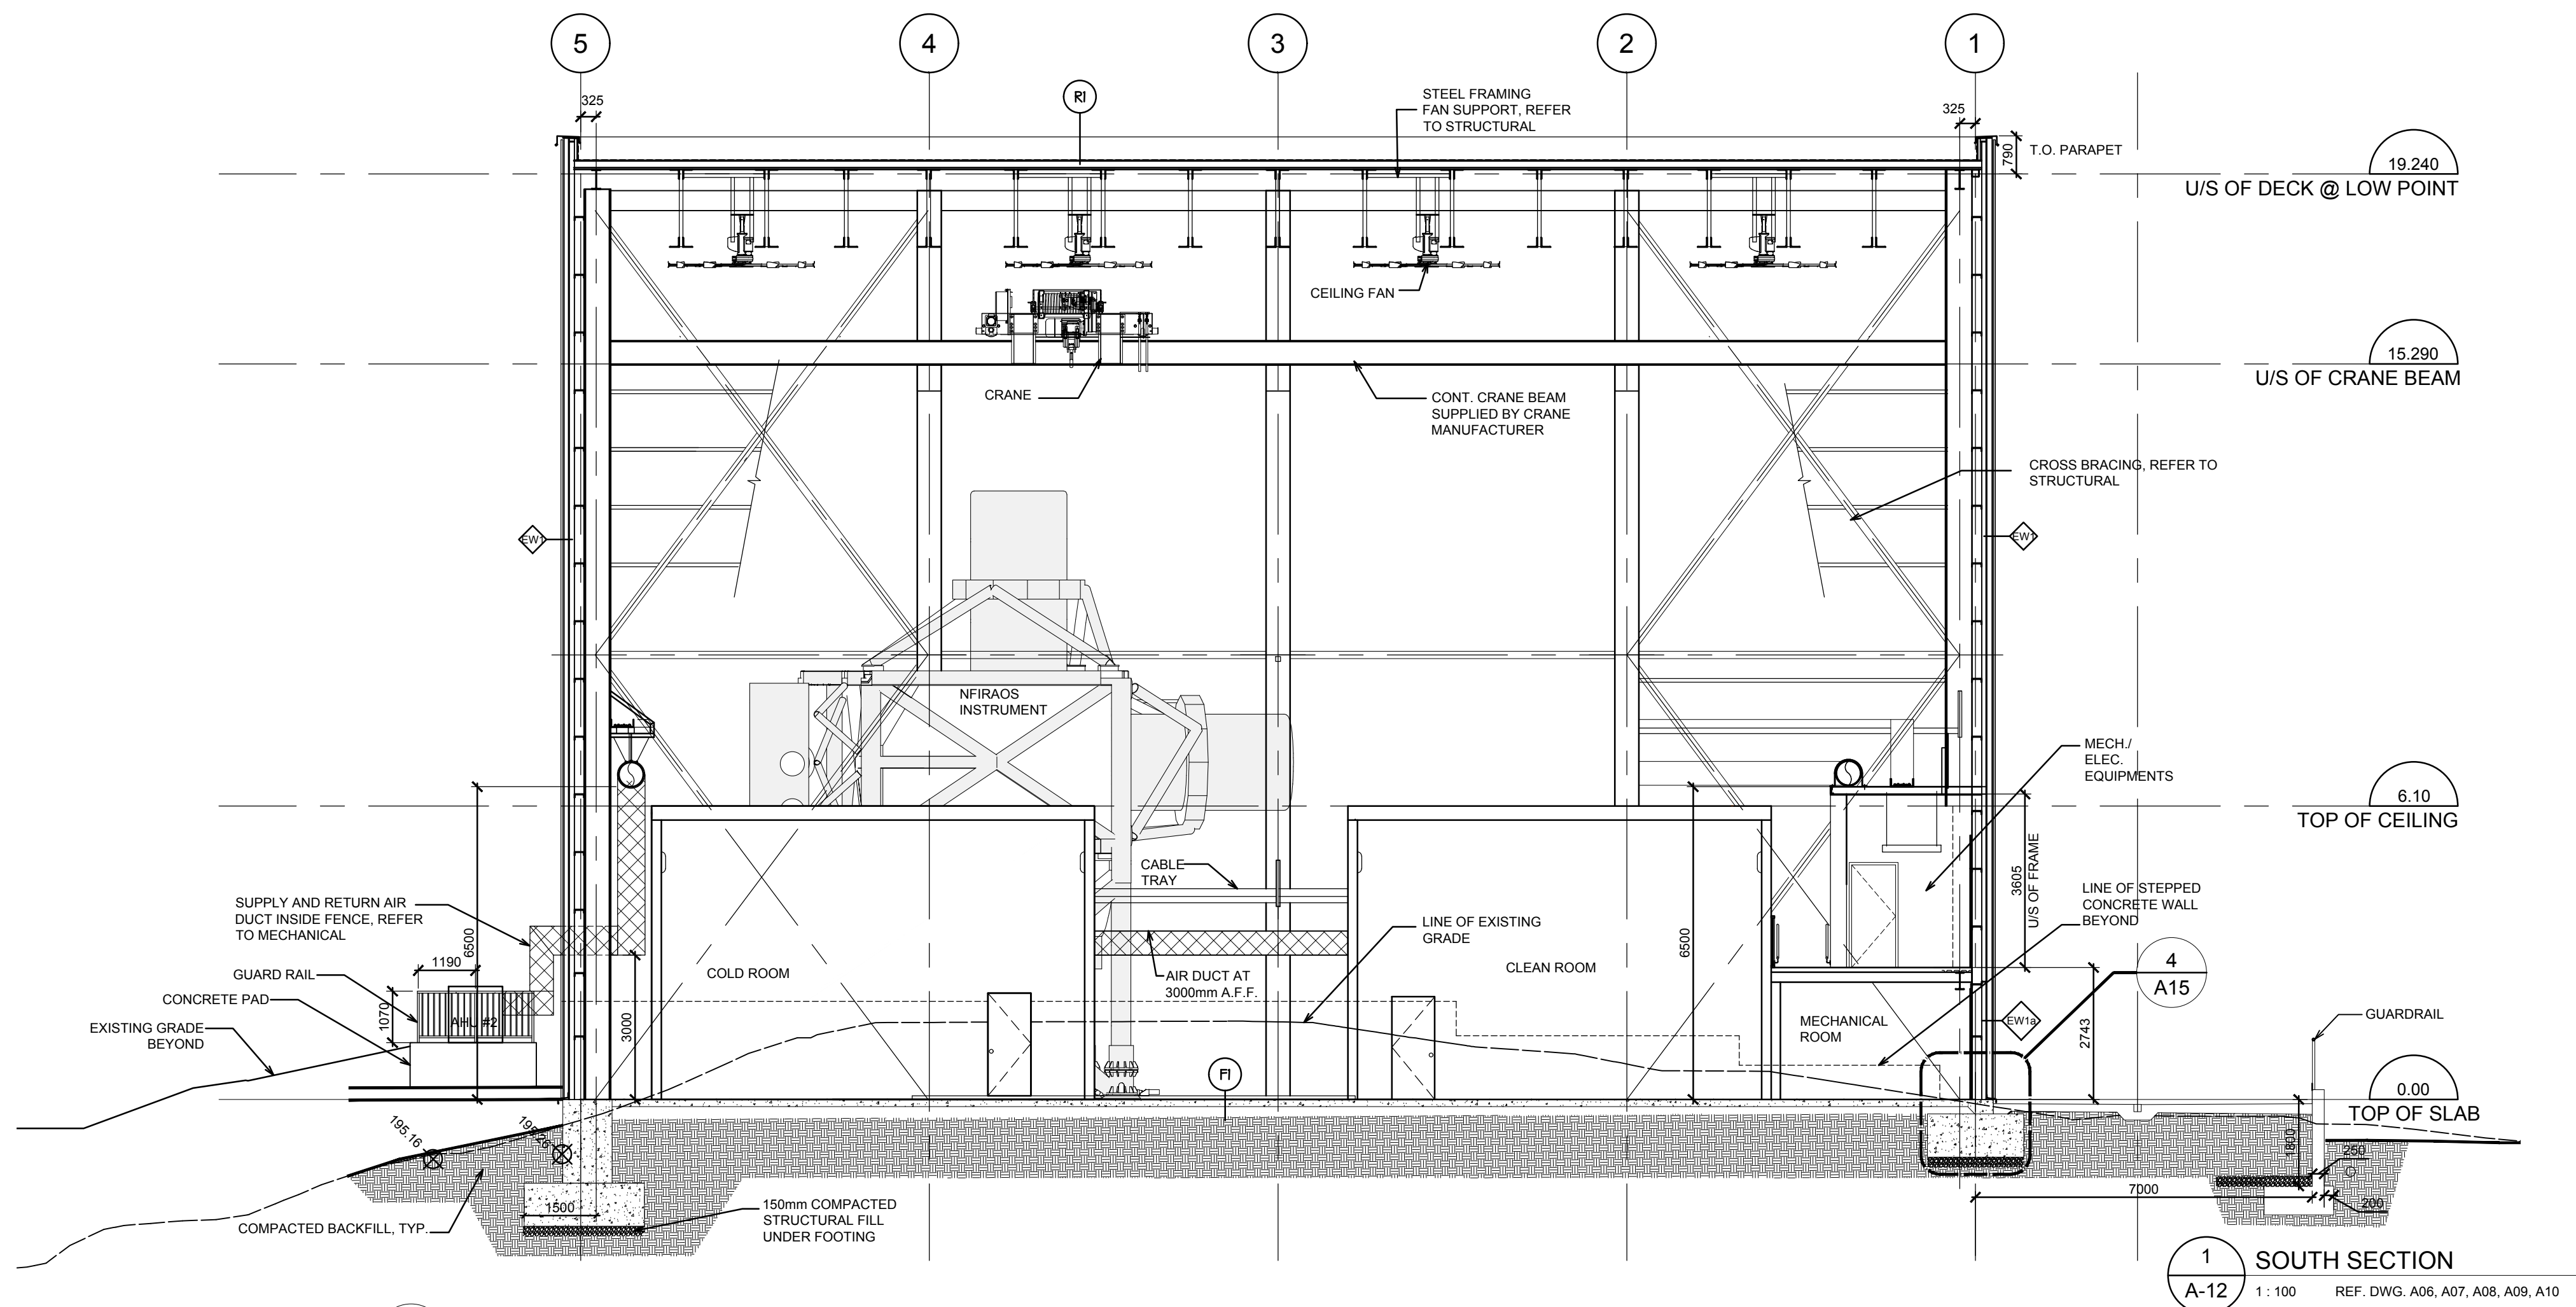 5
4
3
2
1
325
R1
STEEL FRAMING
FAN SUPPORT, REFER
TO STRUCTURAL
325
790
T.O. PARAPET
19.240
U/S OF DECK @ LOW POINT
CEILING FAN
15.290
U/S OF CRANE BEAM
CRANE
CONT. CRANE BEAM
SUPPLIED BY CRANE
MANUFACTURER
CROSS BRACING, REFER TO
STRUCTURAL
EW1
EW1
NFIRAOS
INSTRUMENT
MECH./
ELEC.
EQUIPMENTS
6.10
TOP OF CEILING
CABLE
TRAY
3605
U/S OF FRAME
LINE OF STEPPED
CONCRETE WALL
BEYOND
SUPPLY AND RETURN AIR
DUCT INSIDE FENCE, REFER
TO MECHANICAL
6500
LINE OF EXISTING
GRADE
6500
4
A15
1190
GUARD RAIL
COLD ROOM
AIR DUCT AT
3000mm A.F.F.
CLEAN ROOM
CONCRETE PAD
1070
AHU #2
EXISTING GRADE
BEYOND
3000
MECHANICAL
ROOM
EW1a
2743
GUARDRAIL
F1
0.00
TOP OF SLAB
195.16
195.26
1800
250
7000
200
1500
COMPACTED BACKFILL, TYP.
150mm COMPACTED
STRUCTURAL FILL
UNDER FOOTING
1
A-12
SOUTH SECTION
1 : 100
REF. DWG. A06, A07, A08, A09, A10